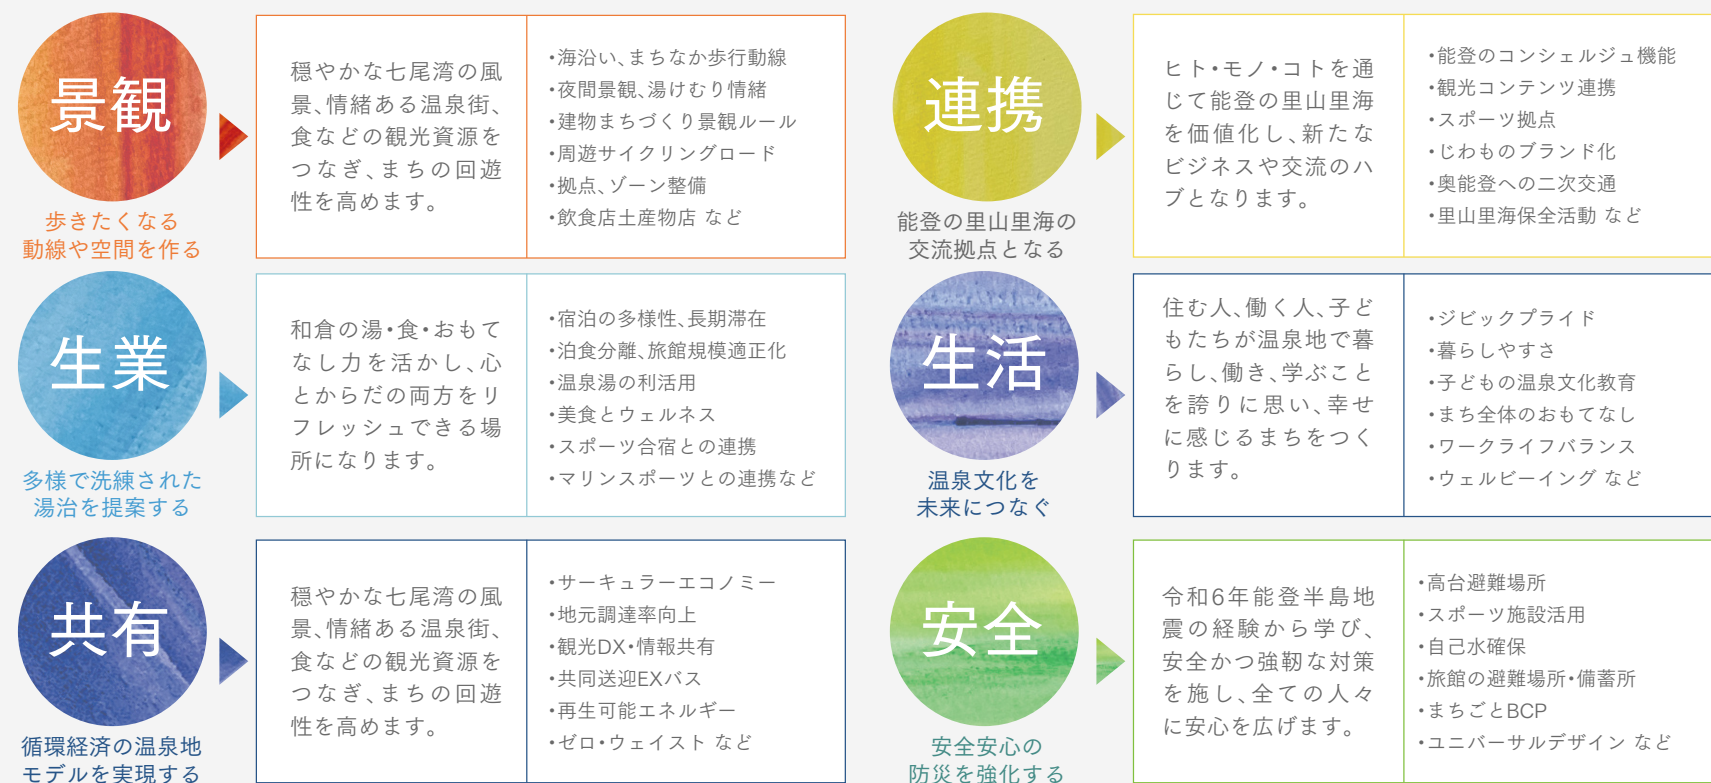 景観
歩きたくなる
動線や空間を作る
穏やかな七尾湾の風
景、情緒ある温泉街、
食などの観光資源を
つなぎ、まちの回遊
性を高めます。
・海沿い、まちなか歩行動線
・夜間景観、湯けむり情緒
・建物まちづくり景観ルール
・周遊サイクリングロード
・拠点、ゾーン整備
・飲食店土産物店 など
連携
能登の里山里海の
交流拠点となる
ヒト・モノ・コトを通
じて能登の里山里海
を価値化し、新たな
ビジネスや交流のハ
ブとなります。
・能登のコンシェルジュ機能
・観光コンテンツ連携
・スポーツ拠点
・じわものブランド化
・奥能登への二次交通
・里山里海保全活動 など
生業
多様で洗練された
湯治を提案する
和倉の湯・食・おもて
なし力を活かし、心
とからだの両方をリ
フレッシュできる場
所になります。
・宿泊の多様性、長期滞在
・泊食分離、旅館規模適正化
・温泉湯の利活用
・美食とウェルネス
・スポーツ合宿との連携
・マリンスポーツとの連携など
生活
温泉文化を
未来につなぐ
住む人、働く人、子ど
もたちが温泉地で暮
らし、働き、学ぶこと
を誇りに思い、幸せ
に感じるまちをつく
ります。
・ジビックプライド
・暮らしやすさ
・子どもの温泉文化教育
・まち全体のおもてなし
・ワークライフバランス
・ウェルビーイング など
共有
循環経済の温泉地
モデルを実現する
穏やかな七尾湾の風
景、情緒ある温泉街、
食などの観光資源を
つなぎ、まちの回遊
性を高めます。
・サーキュラーエコノミー
・地元調達率向上
・観光DX・情報共有
・共同送迎EXバス
・再生可能エネルギー
・ゼロ・ウェイスト など
安全
安全安心の
防災を強化する
令和6年能登半島地
震の経験から学び、
安全かつ強靭な対策
を施し、全ての人々
に安心を広げます。
・高台避難場所
・スポーツ施設活用
・自己水確保
・旅館の避難場所・備蓄所
・まちごとBCP
・ユニバーサルデザイン など